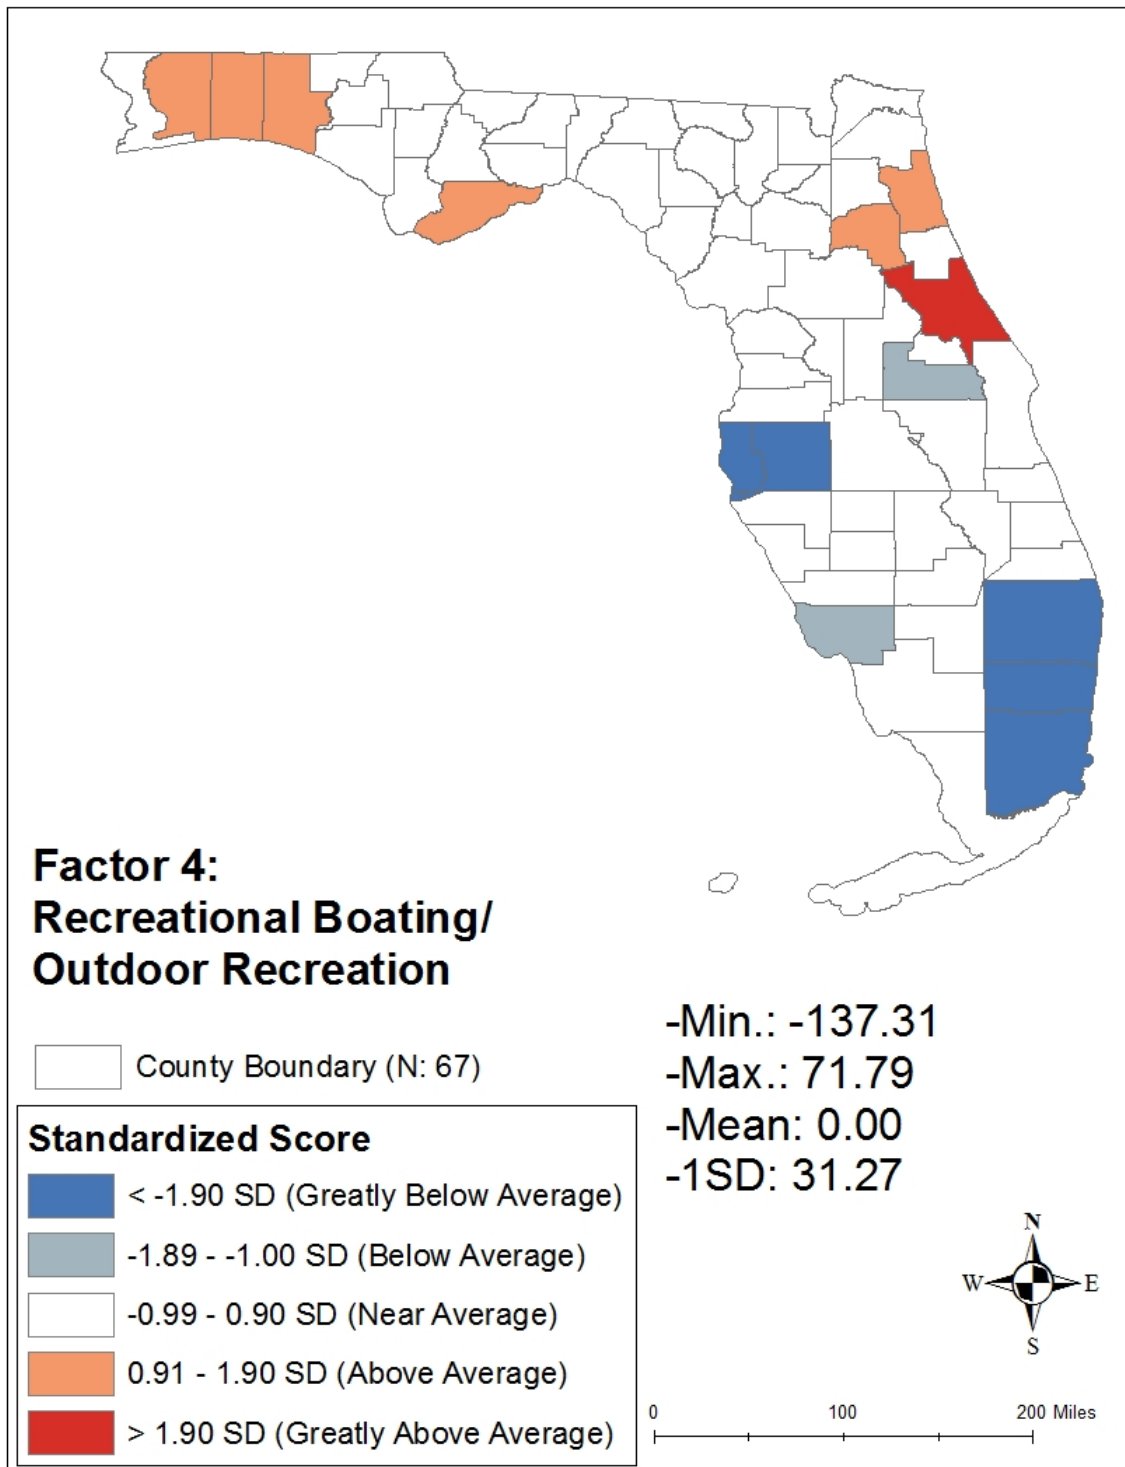 Factor 4:
Recreational Boating/
Outdoor Recreation
County Boundary (N: 67)
Standardized Score
< -1.90 SD (Greatly Below Average)
-1.89 - -1.00 SD (Below Average)
-0.99 - 0.90 SD (Near Average)
0.91 - 1.90 SD (Above Average)
> 1.90 SD (Greatly Above Average)
-Min.: -137.31
-Max.: 71.79
-Mean: 0.00
-1SD: 31.27
N
W E
S
0 100 200 Miles